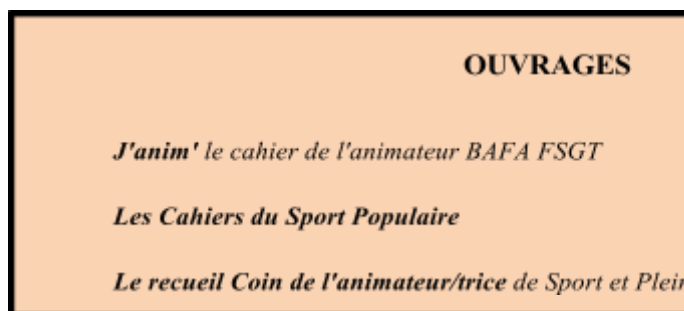 OUVRAGES
J'anim' le cahier de l'animateur BAFA FSGT
Les Cahiers du Sport Populaire
Le recueil Coin de l'animateur/trice de Sport et Plein